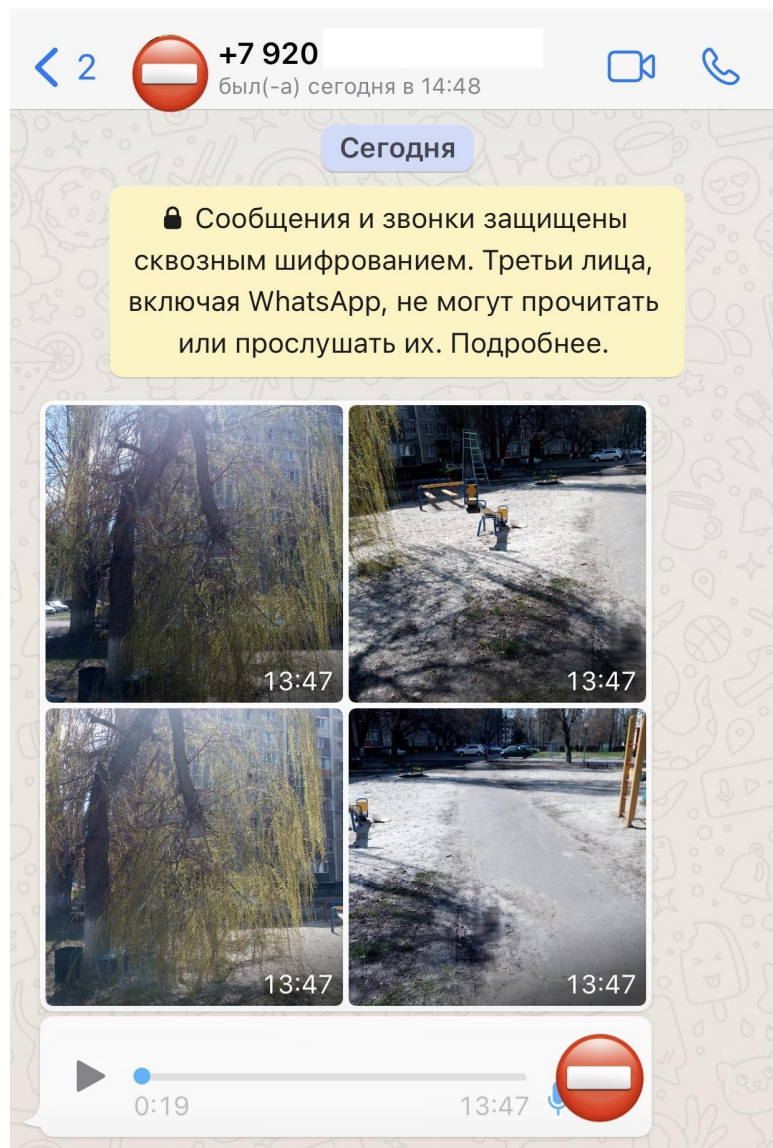 2
+7 920
был(-а) сегодня в 14:48
Сегодня
Сообщения и звонки защищены
сквозным шифрованием. Третьи лица,
включая WhatsApp, не могут прочитать
или прослушать их. Подробнее.
13:47
13:47
13:47
13:47
0:19
13:47